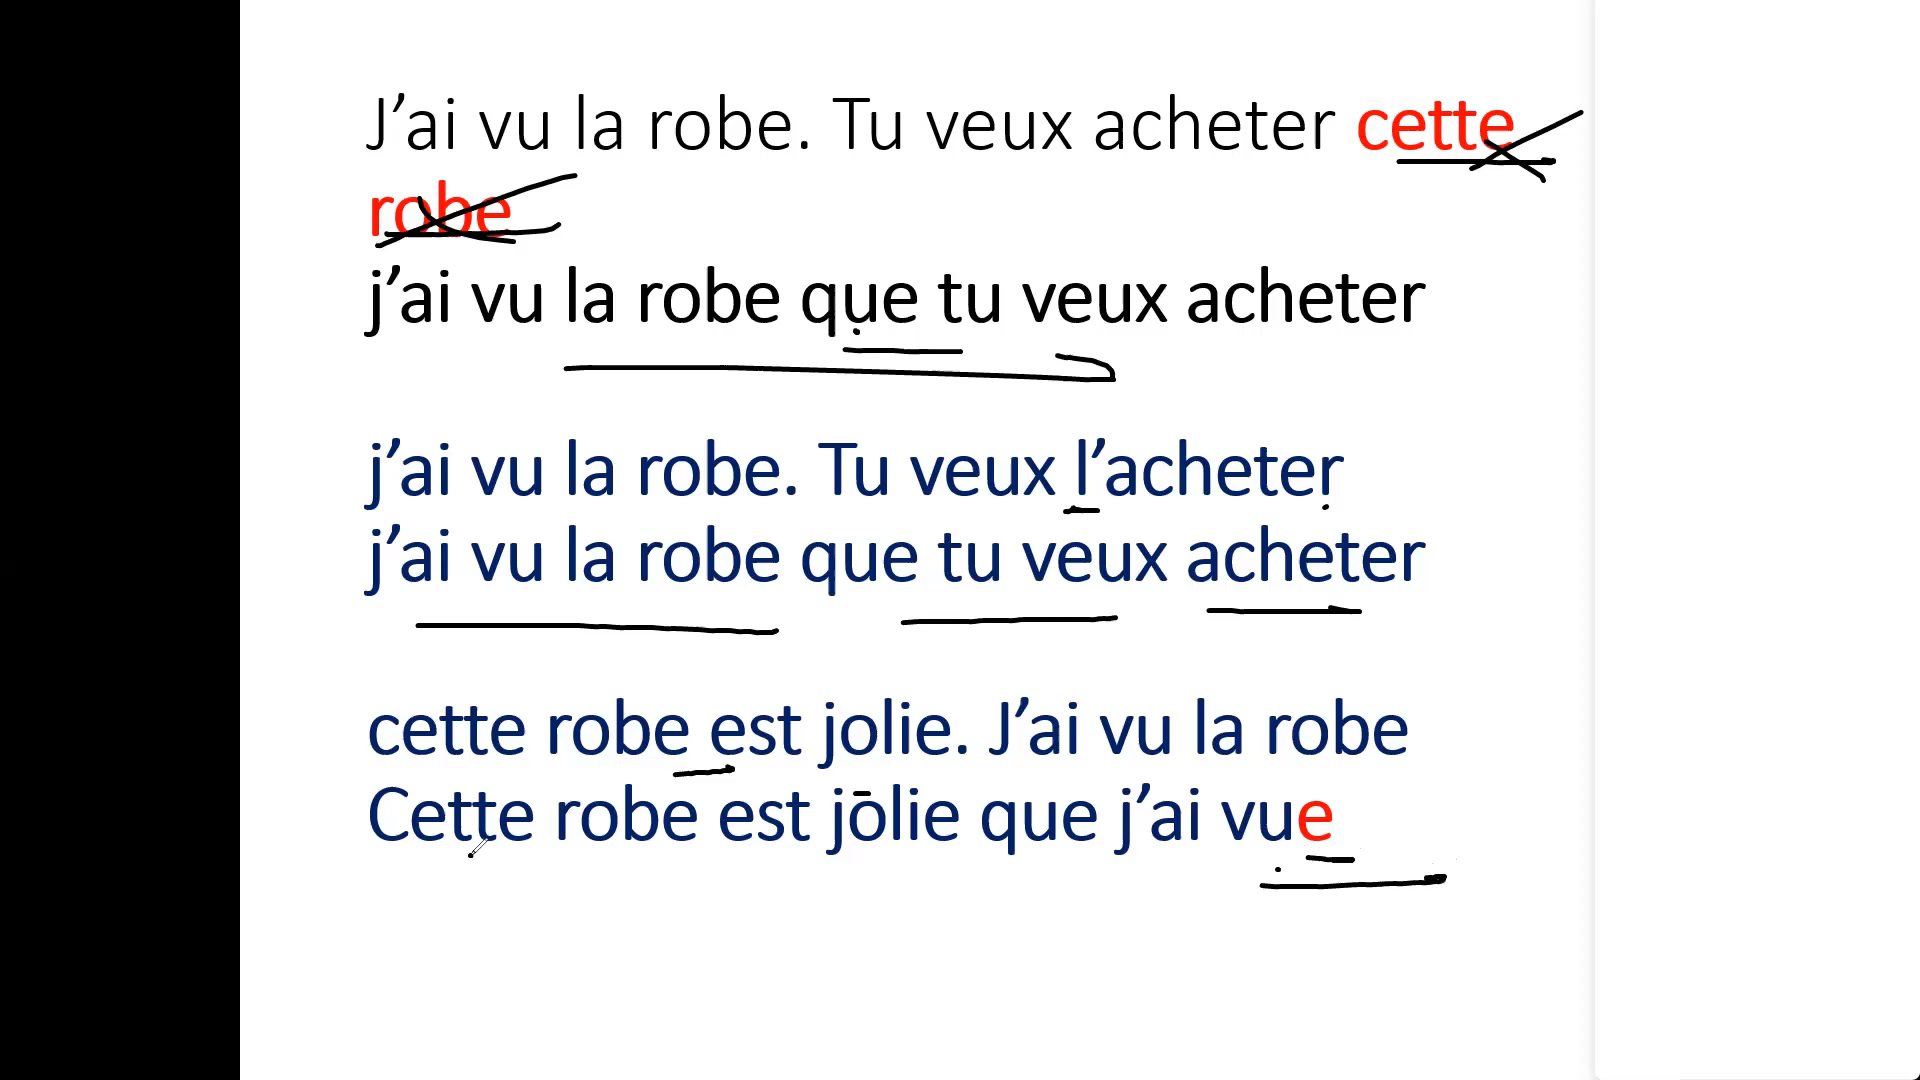 J’ai vu la robe. Tu veux acheter cette
robe
j’ai vu la robe que tu veux acheter
j’ai vu la robe. Tu veux l’acheter
j’ai vu la robe que tu veux acheter
cette robe est jolie. J’ai vu la robe
Cette robe est jolie que j’ai vue